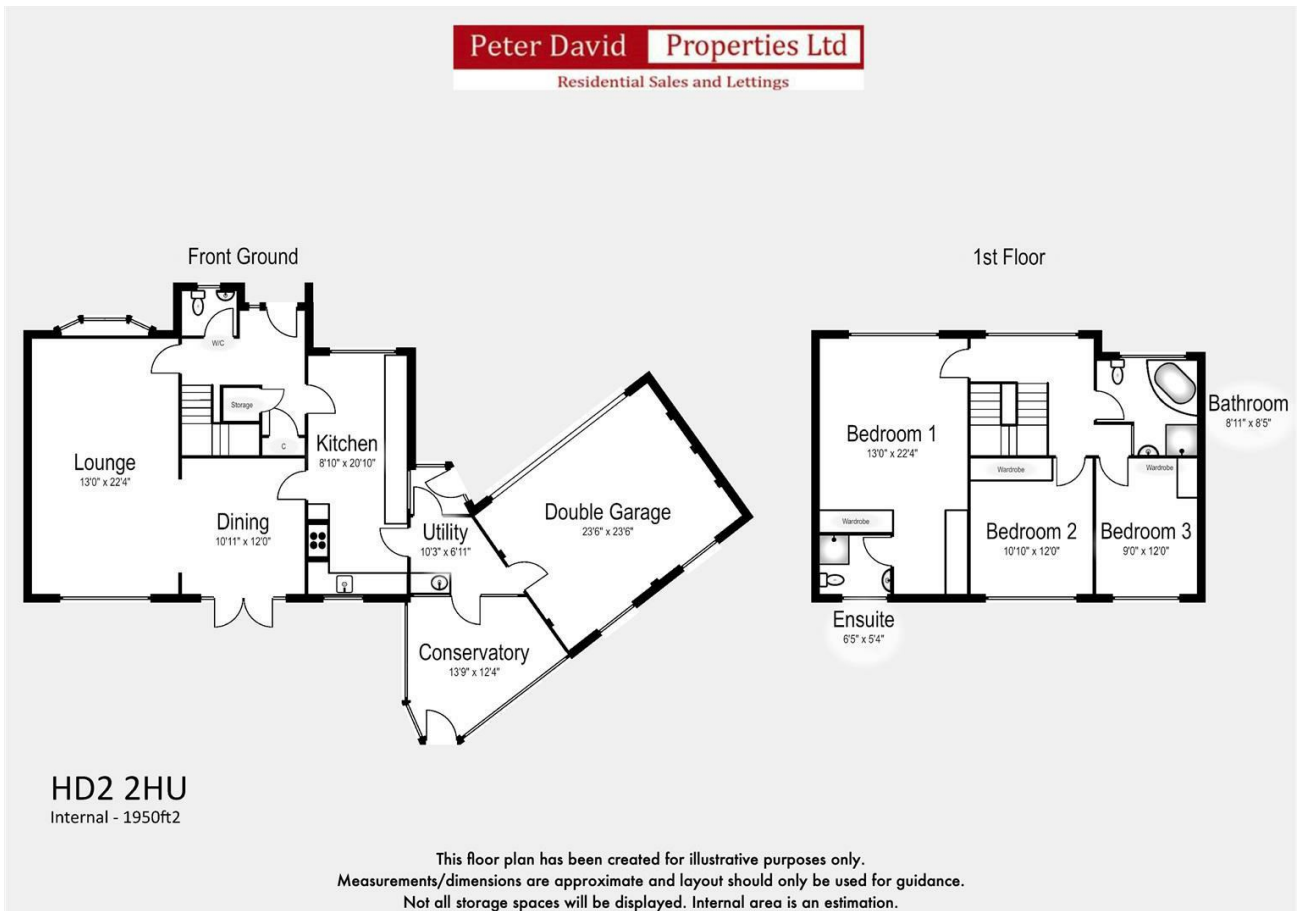 Peter David Properties Ltd
Residential Sales and Lettings
Front Ground
1st Floor
W/C
Storage
C
Kitchen
8'10" x 20'10"
Lounge
13'0" x 22'4"
Dining
10'11" x 12'0"
Utility
10'3" x 6'11"
Double Garage
23'6" x 23'6"
Conservatory
13'9" x 12'4"
Bedroom 1
13'0" x 22'4"
Bathroom
8'11" x 8'5"
Wardrobe
Wardrobe
Wardrobe
Bedroom 2
10'10" x 12'0"
Bedroom 3
9'0" x 12'0"
Ensuite
6'5" x 5'4"
HD2 2HU
Internal - 1950ft2
This floor plan has been created for illustrative purposes only.
Measurements/dimensions are approximate and layout should only be used for guidance.
Not all storage spaces will be displayed. Internal area is an estimation.